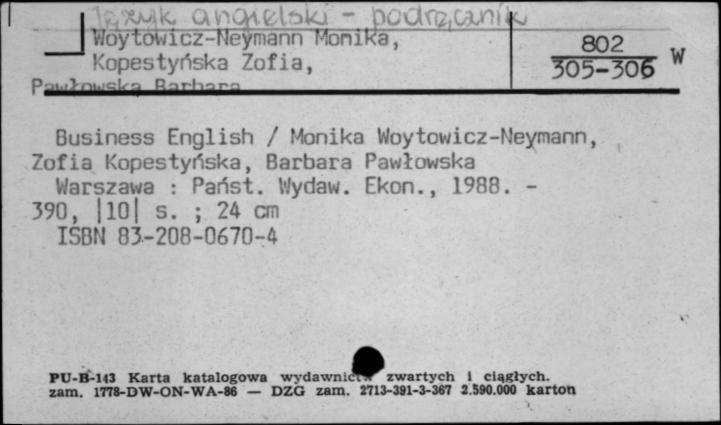 Język angielski - podręcznik
Woytowicz-Neymann Monika,
Kopestyńska Zofia,
Pawłowska Barbara
802
305-306 W
Business English / Monika Woytowicz-Neymann,
Zofia Kopestyńska, Barbara Pawłowska
Warszawa : Państ. Wydaw. Ekon., 1988. -
390, |10| s. ; 24 cm
ISBN 83-208-0670-4
PU-B-143 Karta katalogowa wydawnictw zwartych i ciągłych.
zam. 1778-DW-ON-WA-86 — DZG zam. 2713-391-3-367 2.590.000 karton